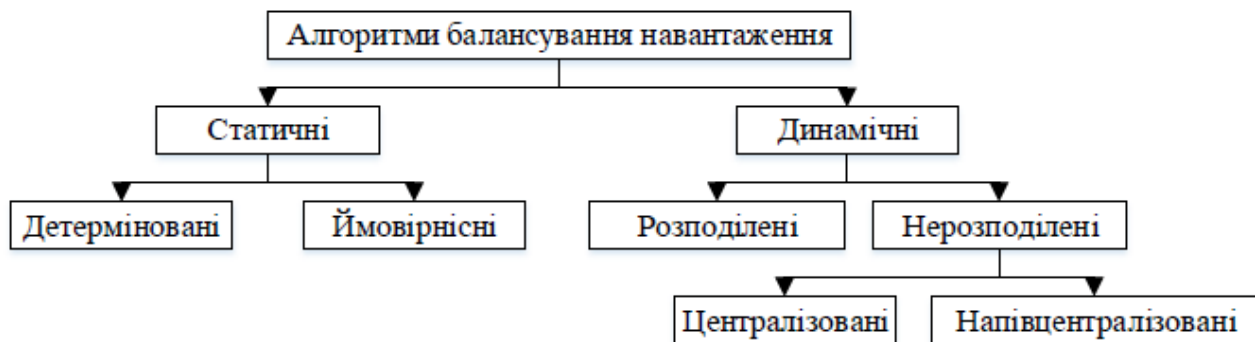 Алгоритми балансування навантаження
Статичні
Динамічні
Детерміновані
Ймовірнісні
Розподілені
Нерозподілені
Централізовані
Напівцентралізовані